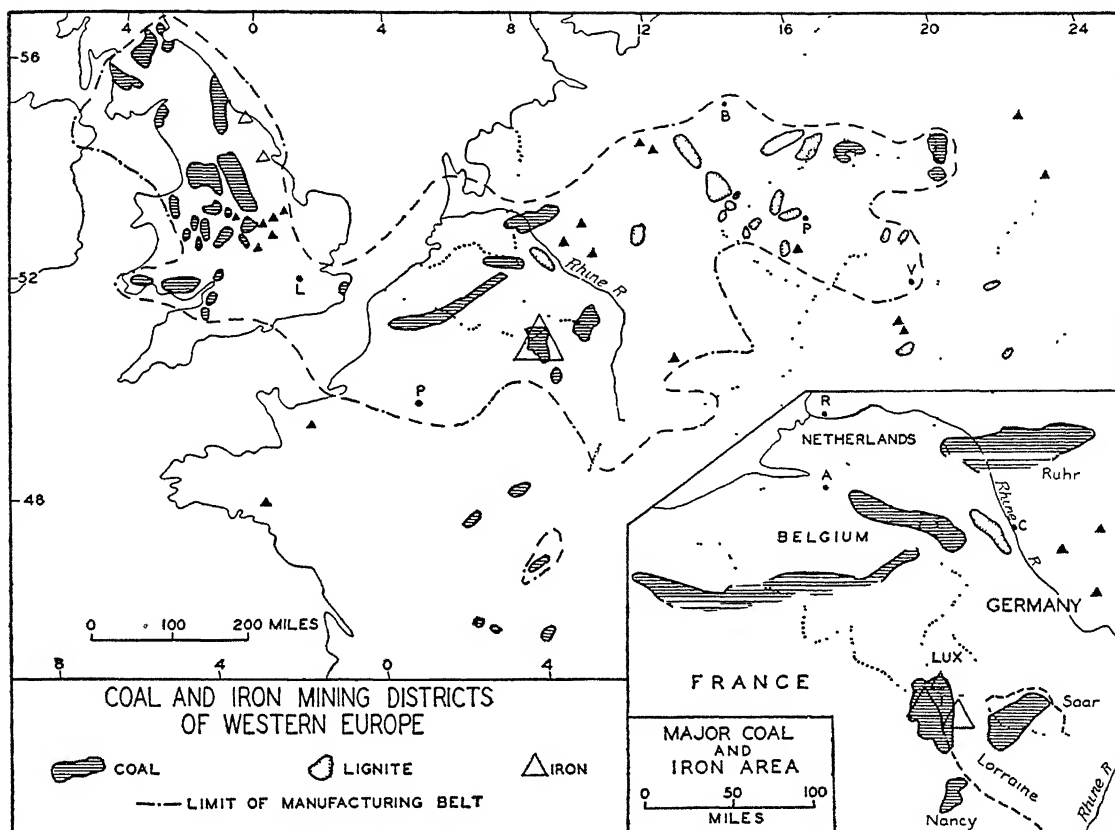 4 0 8 12 16 20 24
56
B
P
52
L
Rhine R
V
P
48
0 100 200 MILES
8 4 0 4
COAL AND IRON MINING DISTRICTS
OF WESTERN EUROPE
COAL LIGNITE IRON
LIMIT OF MANUFACTURING BELT
R
NETHERLANDS
Ruhr
A
Rhine R
C
BELGIUM
GERMANY
LUX
FRANCE
Saar
Lorraine
Nancy
Rhine R
MAJOR COAL
AND
IRON AREA
0 50 100
MILES